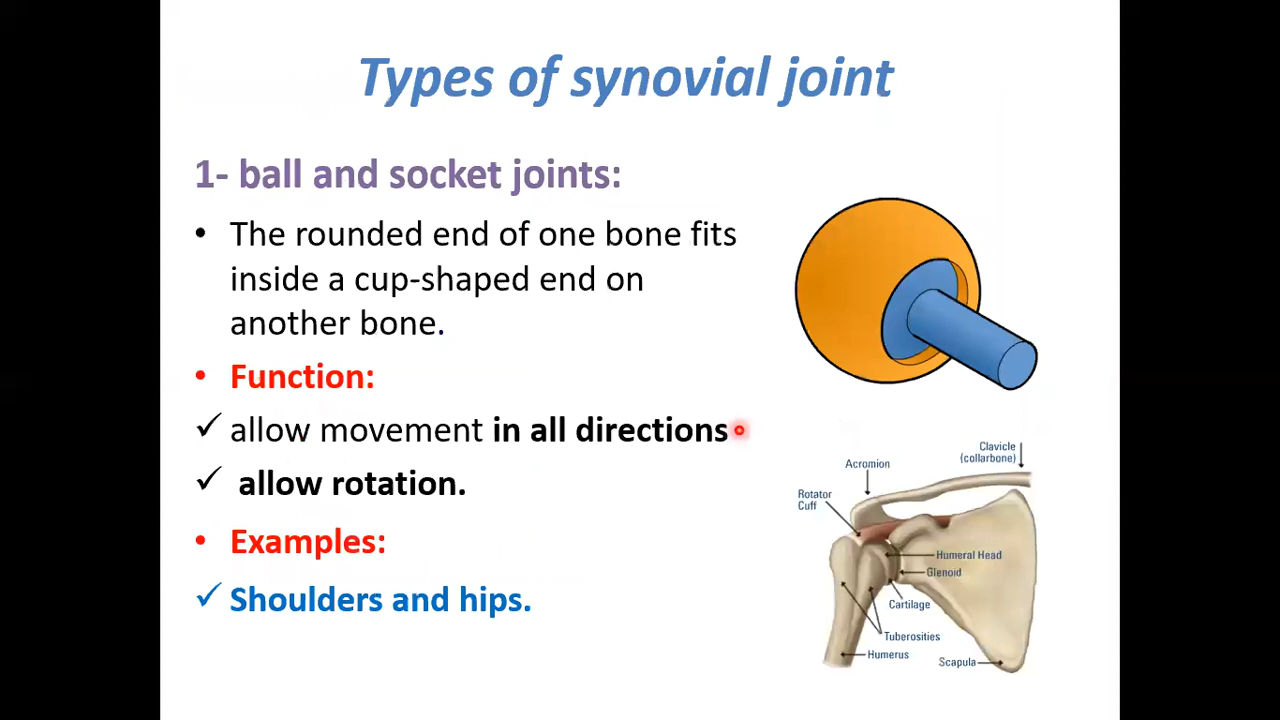 Types of synovial joint
1- ball and socket joints:
• The rounded end of one bone fits
inside a cup-shaped end on
another bone.
• Function:
✓ allow movement in all directions
✓ allow rotation.
• Examples:
✓ Shoulders and hips.
Clavicle
(collarbone)
Acromion
Rotator
Cuff
Humeral Head
Glenoid
Cartilage
Tuberosities
Humerus
Scapula